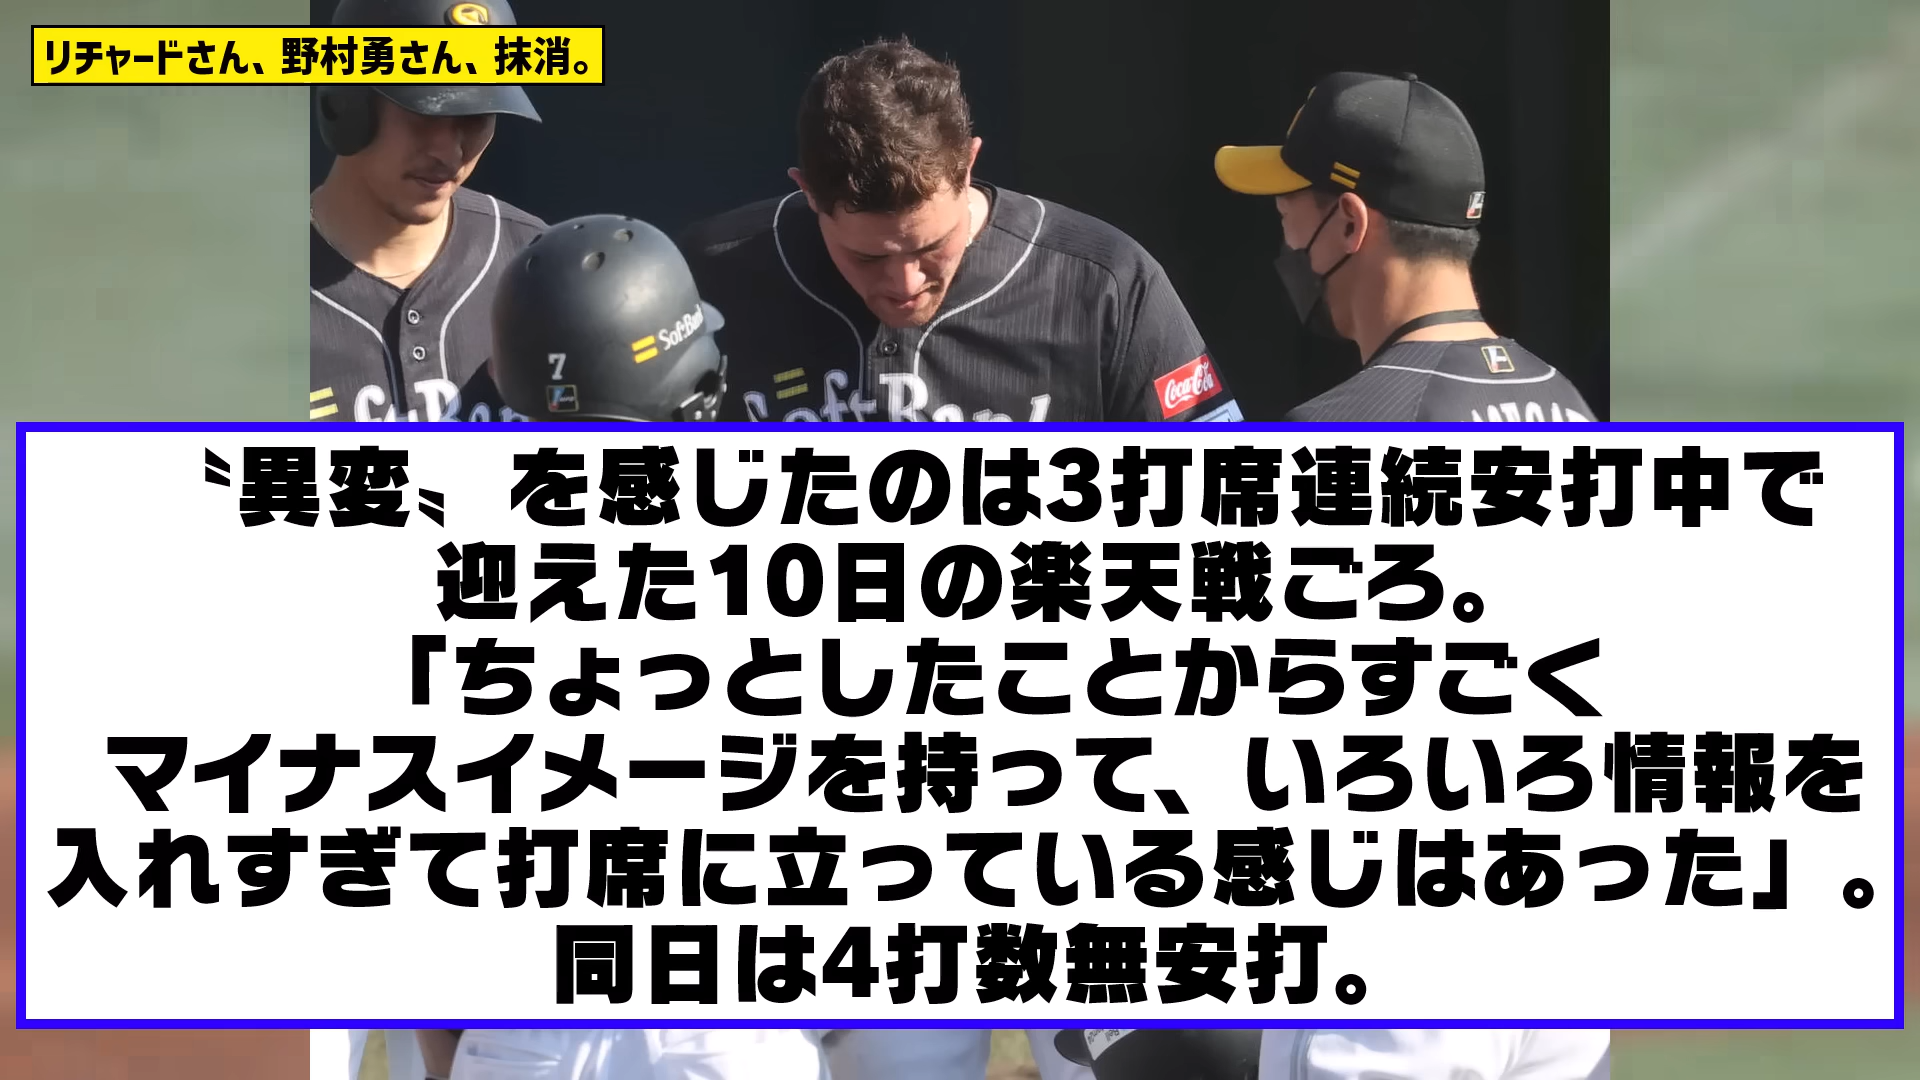 リチャードさん、野村勇さん、抹消。
7
SoftBank
SoftBank
Coca-Cola
〝異変〟を感じたのは3打席連続安打中で
迎えた10日の楽天戦ごろ。
「ちょっとしたことからすごく
マイナスイメージを持って、いろいろ情報を
入れすぎて打席に立っている感じはあった」。
同日は4打数無安打。